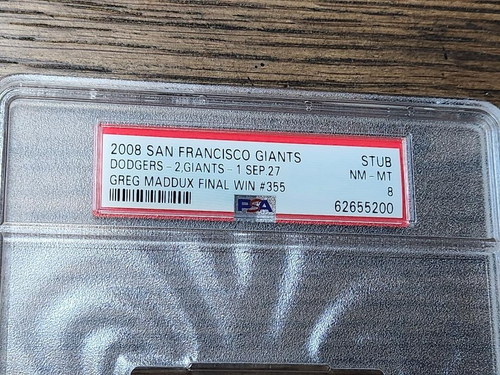 2008 SAN FRANCISCO GIANTS STUB
DODGERS - 2,GIANTS - 1 SEP.27 NM - MT
GREG MADDUX FINAL WIN #355 8
PSA 62655200